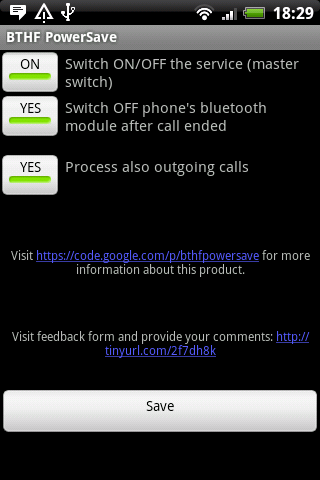 18:29
BTHF PowerSave
ON
Switch ON/OFF the service (master
switch)
YES
Switch OFF phone's bluetooth
module after call ended
YES
Process also outgoing calls
Visit https://code.google.com/p/bthfpowersave for more
information about this product.
Visit feedback form and provide your comments: http://
tinyurl.com/2f7dh8k
Save